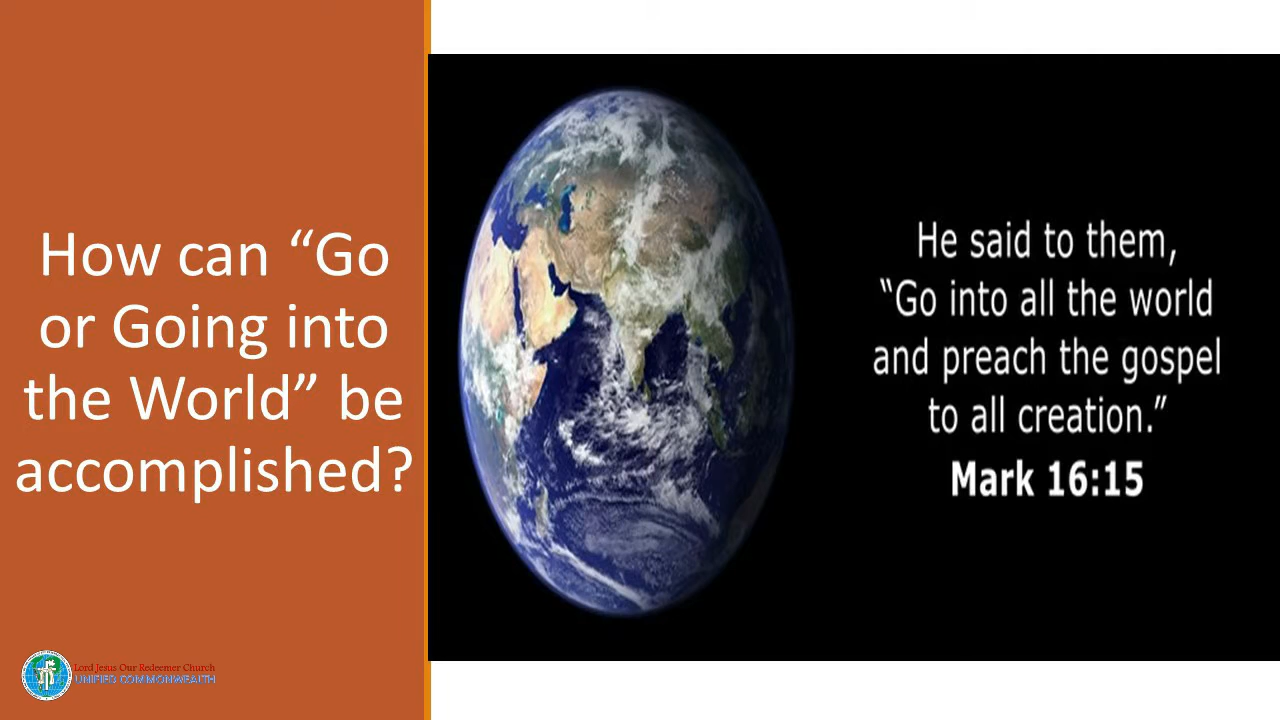 How can “Go
or Going into
the World” be
accomplished?
He said to them,
“Go into all the world
and preach the gospel
to all creation.”
Mark 16:15
Lord Jesus Our Redeemer Church
UNIFIED COMMONWEALTH